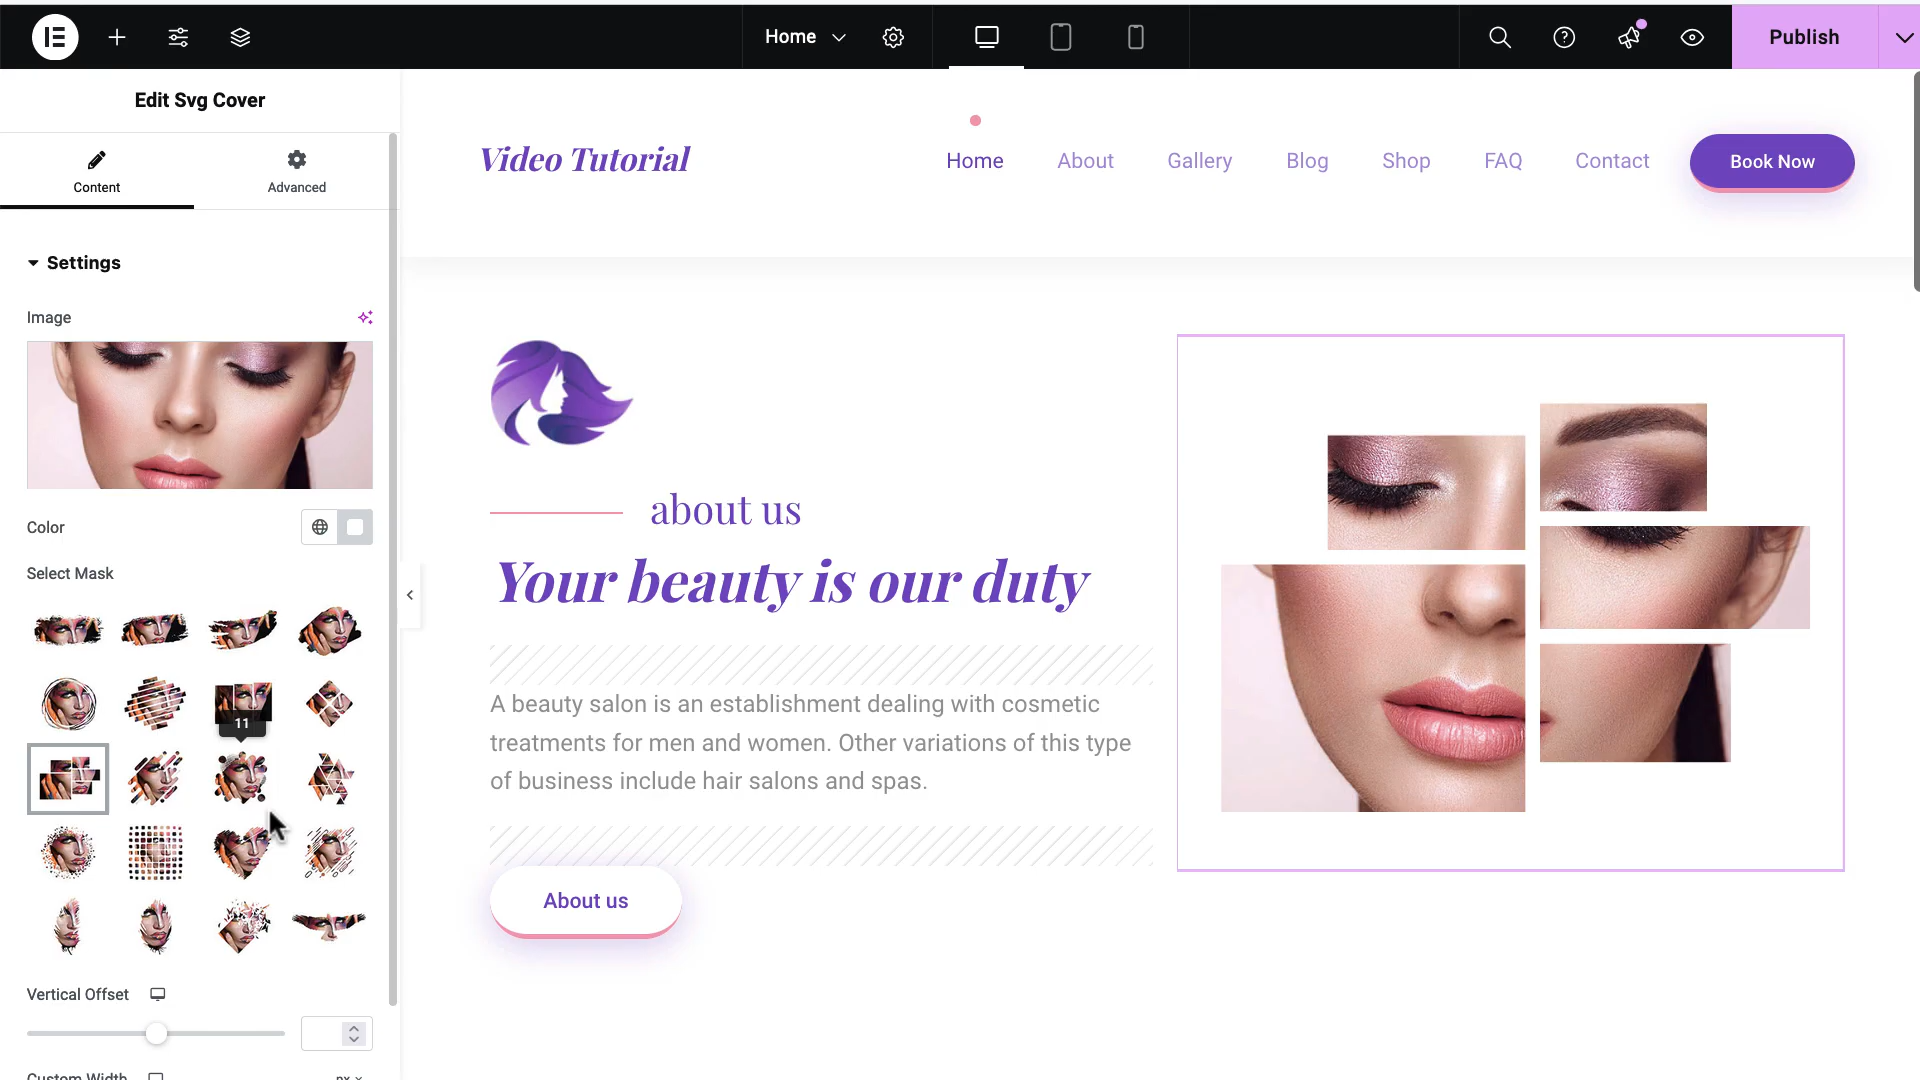 Home
Publish
Edit Svg Cover
Content
Advanced
Settings
Image
Color
Select Mask
11
Vertical Offset
Custom Width
px
Video Tutorial
Home
About
Gallery
Blog
Shop
FAQ
Contact
Book Now
about us
Your beauty is our duty
A beauty salon is an establishment dealing with cosmetic
treatments for men and women. Other variations of this type
of business include hair salons and spas.
About us